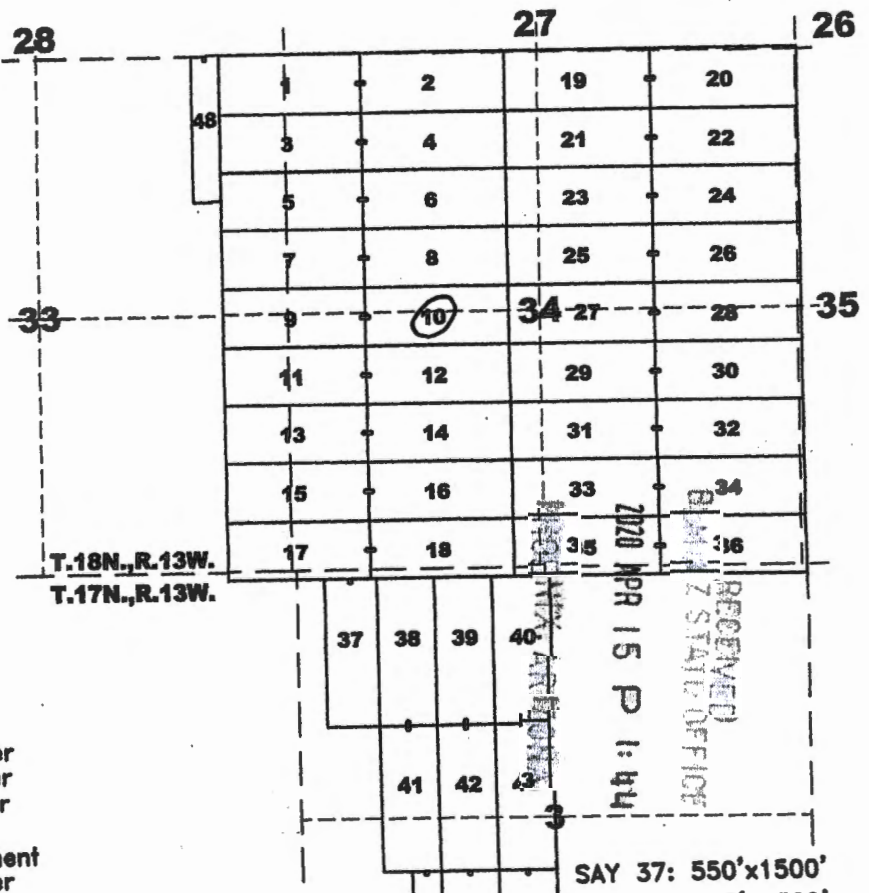 28 27 26
1 2 19 20
48
3 4 21 22
5 6 23 24
7 8 25 26
33 9 10 34 27 28 35
11 12 29 30
13 14 31 32
15 16 33 34
17 18 35 36
T.18N.,R.13W.
T.17N.,R.13W.
37 38 39 40
RECEIVED
STATE OFFICE
2020 APR 15 P 1:44
41 42 43
3
SAY 37: 550'x1500'